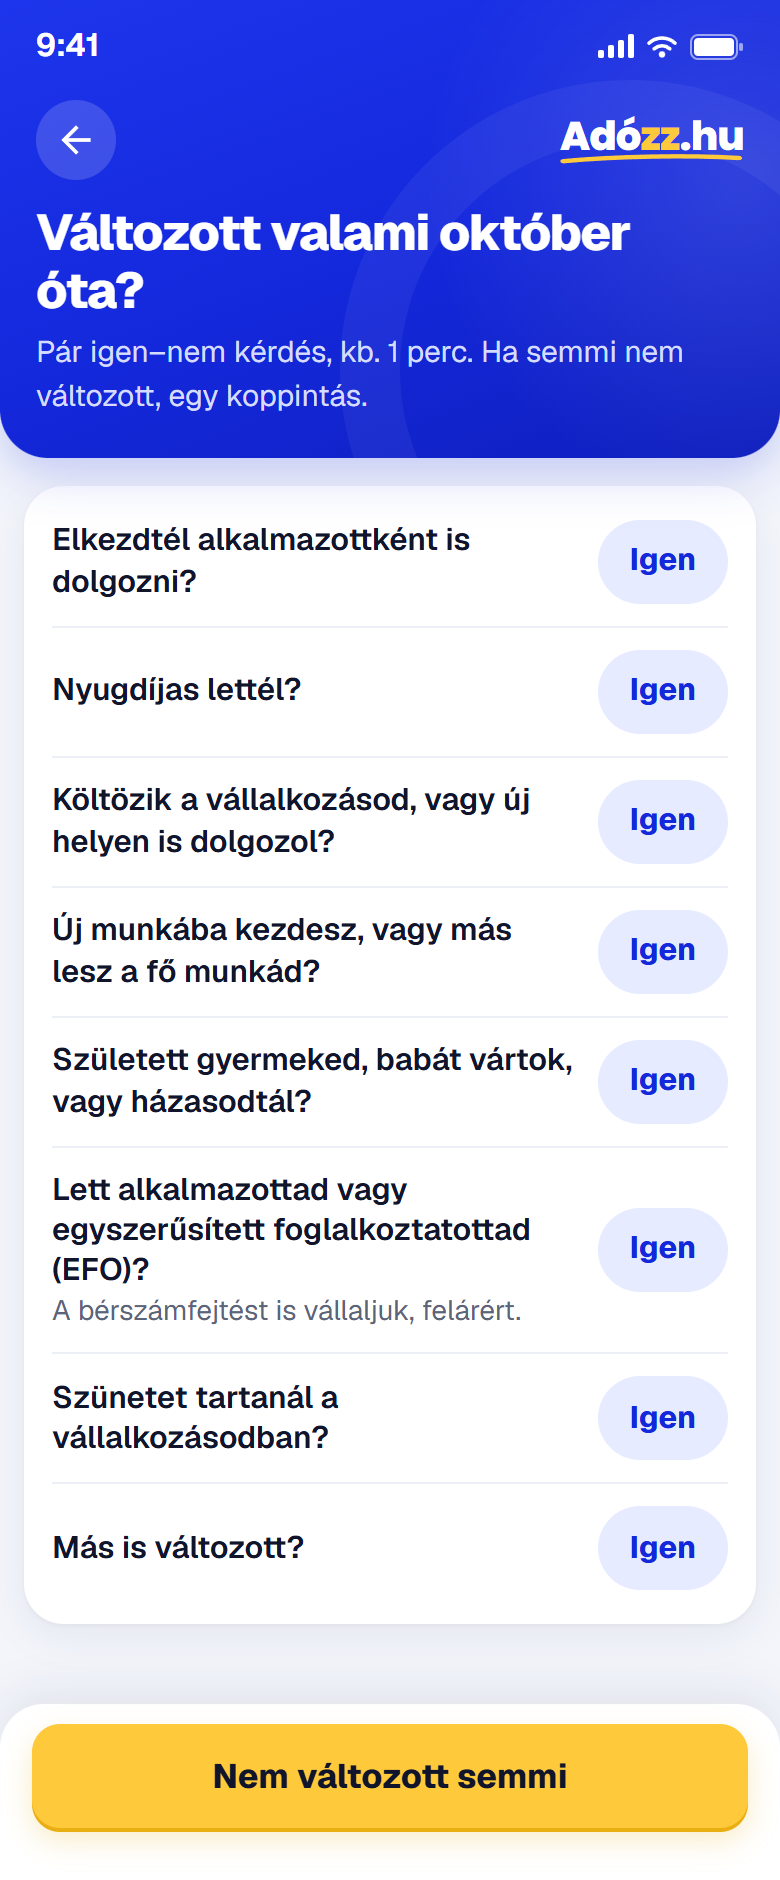 9:41
Adózz.hu
Változott valami október
óta?
Pár igen–nem kérdés, kb. 1 perc. Ha semmi nem
változott, egy koppintás.
Elkezdtél alkalmazottként is
dolgozni?
Igen
Nyugdíjas lettél?
Igen
Költözik a vállalkozásod, vagy új
helyen is dolgozol?
Igen
Új munkába kezdesz, vagy más
lesz a fő munkád?
Igen
Született gyermeked, babát vártok,
vagy házasodtál?
Igen
Lett alkalmazottad vagy
egyszerűsített foglalkoztatottad
(EFO)?
A bérszámfejtést is vállaljuk, felárért.
Igen
Szünetet tartanál a
vállalkozásodban?
Igen
Más is változott?
Igen
Nem változott semmi